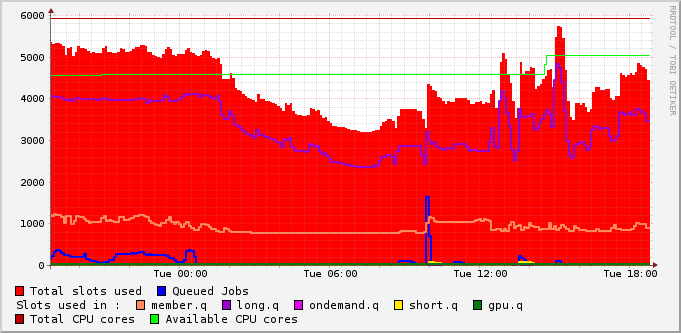 6000
5000
4000
3000
2000
1000
0
Tue 00:00 Tue 06:00 Tue 12:00 Tue 18:00
RRDTOOL / TOBI OETIKER
Total slots used Queued Jobs
Slots used in : member.q long.q ondemand.q short.q gpu.q
Total CPU cores Available CPU cores